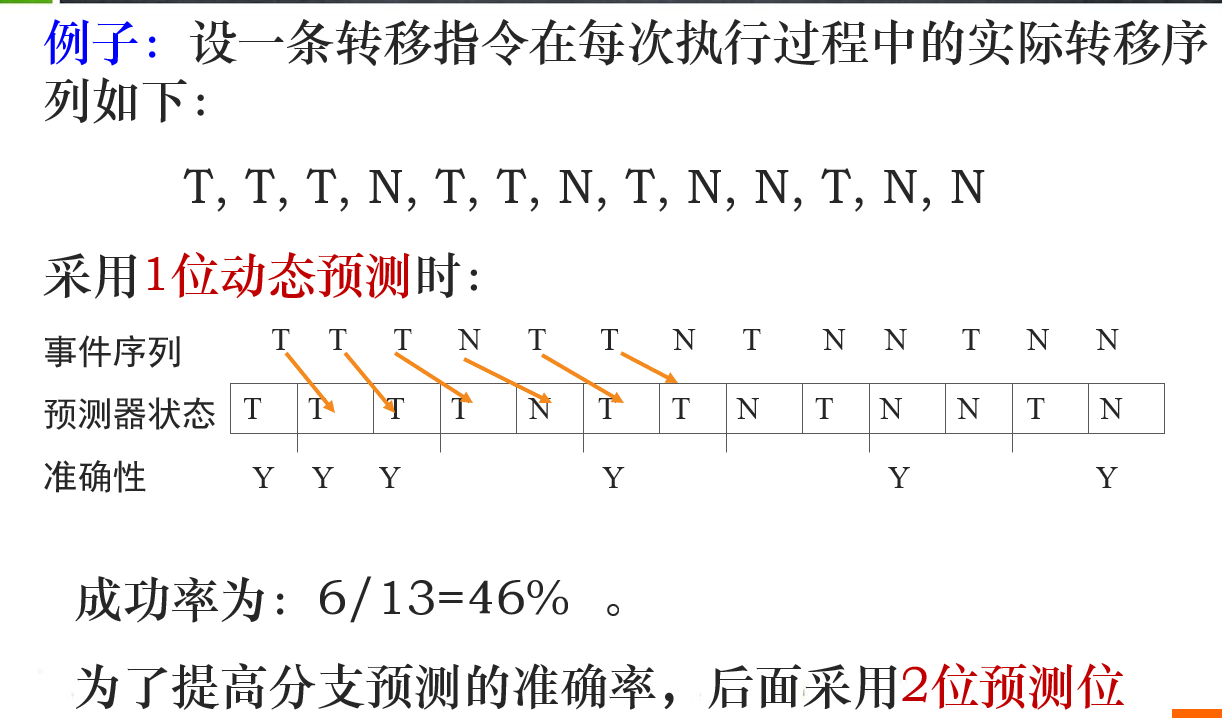 例子：设一条转移指令在每次执行过程中的实际转移序
列如下：
T, T, T, N, T, T, N, T, N, N, T, N, N
采用1位动态预测时：
事件序列 T T T N T T N T N N T N N
预测器状态 T T T T N T T N T N N T N
准确性 Y Y Y Y Y Y
成功率为：6/13=46% 。
为了提高分支预测的准确率，后面采用2位预测位